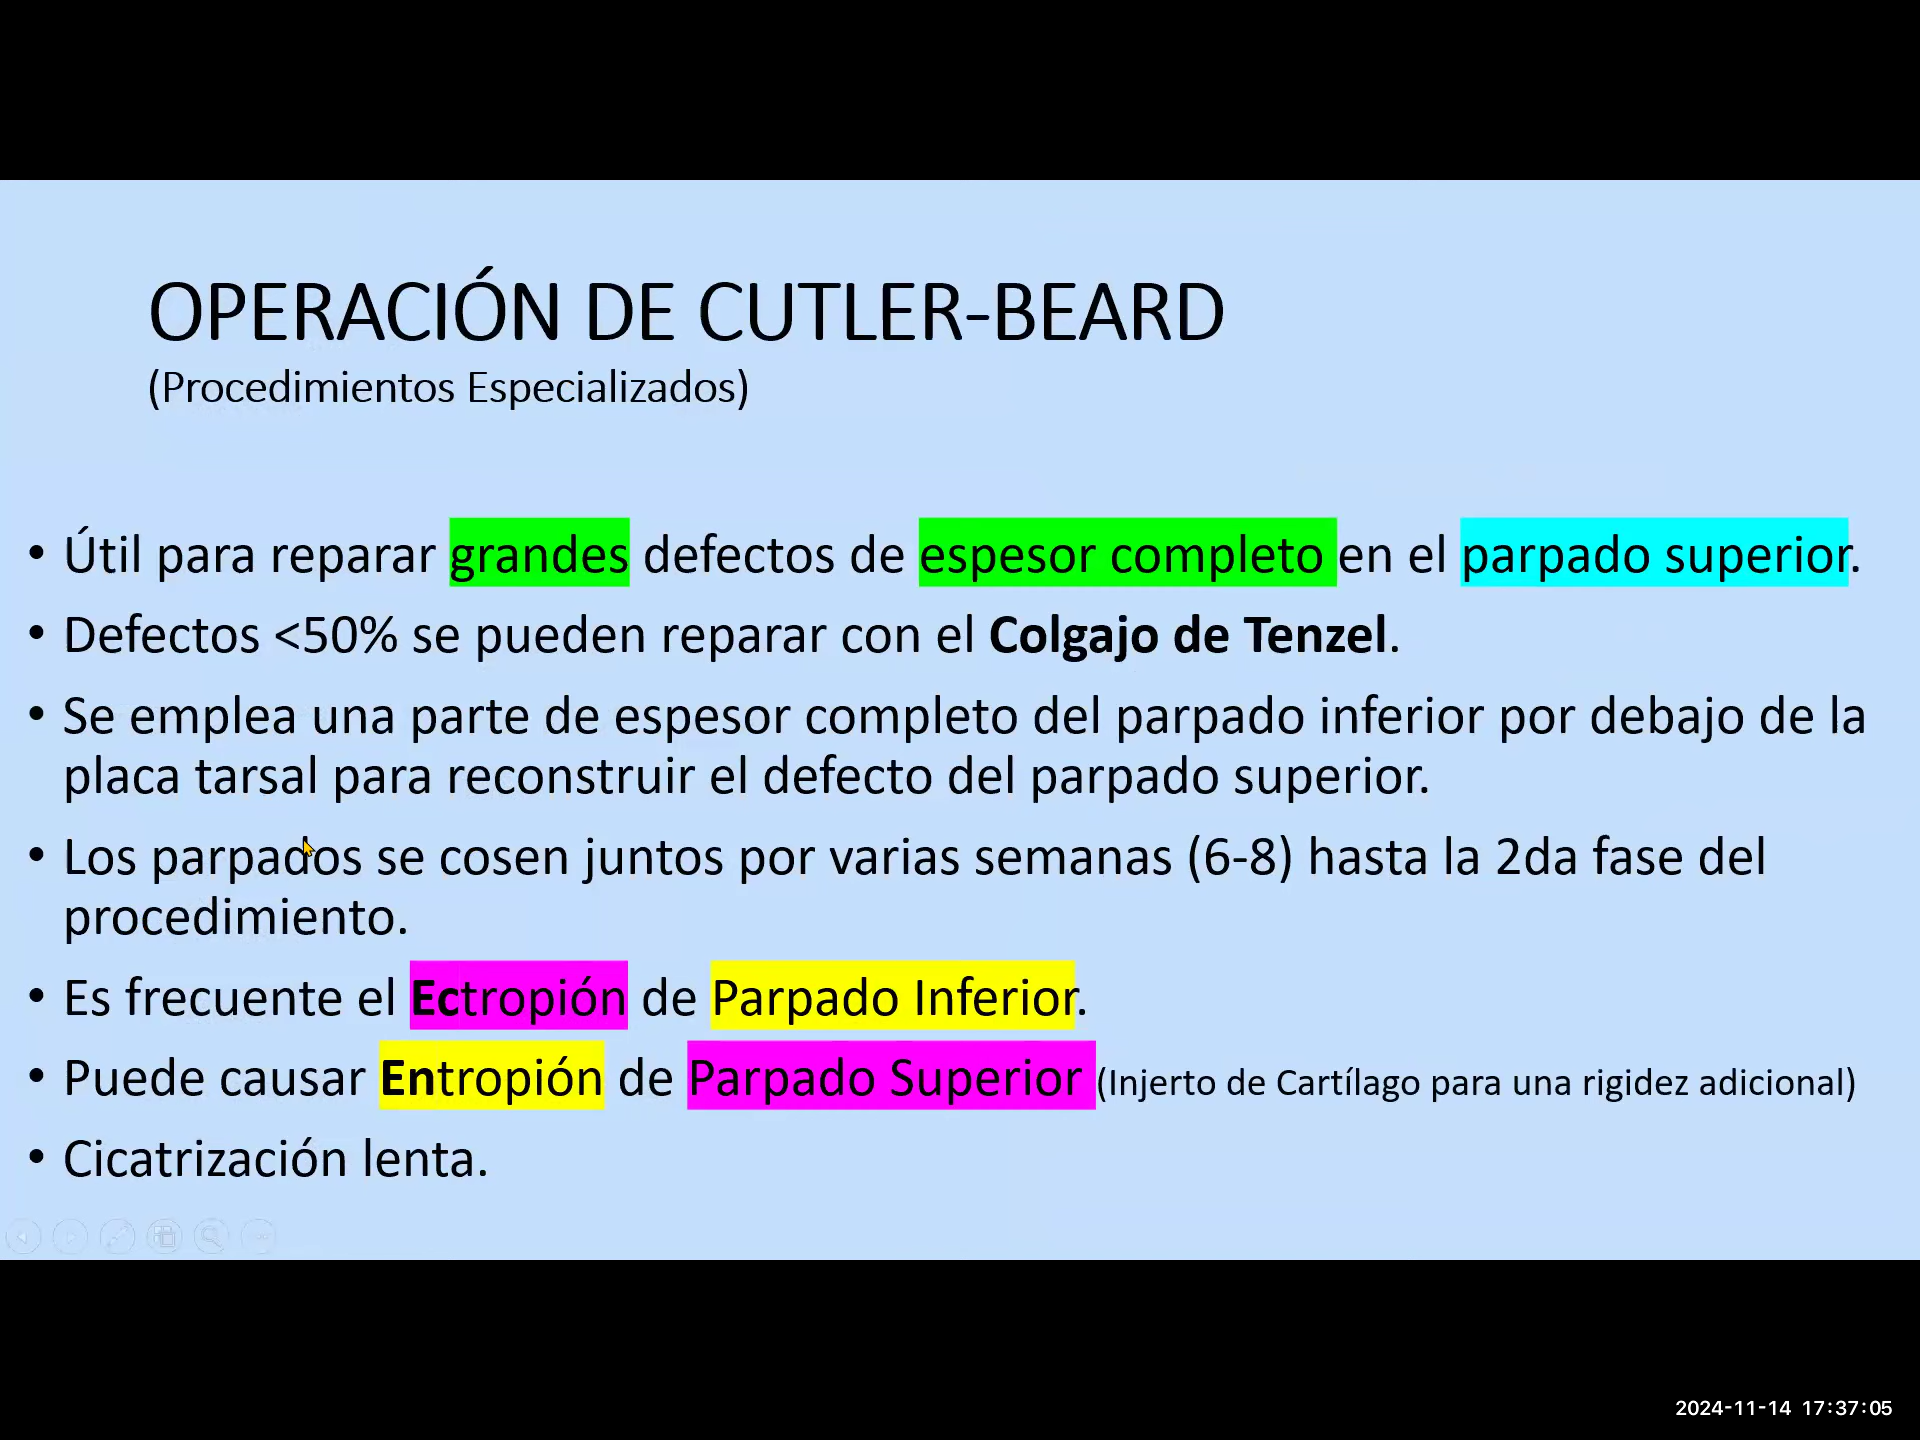 OPERACIÓN DE CUTLER-BEARD
(Procedimientos Especializados)
• Útil para reparar grandes defectos de espesor completo en el parpado superior.
• Defectos <50% se pueden reparar con el Colgajo de Tenzel.
• Se emplea una parte de espesor completo del parpado inferior por debajo de la
placa tarsal para reconstruir el defecto del parpado superior.
• Los parpados se cosen juntos por varias semanas (6-8) hasta la 2da fase del
procedimiento.
• Es frecuente el Ectropión de Parpado Inferior.
• Puede causar Entropión de Parpado Superior (Injerto de Cartílago para una rigidez adicional)
• Cicatrización lenta.
2024-11-14 17:37:05